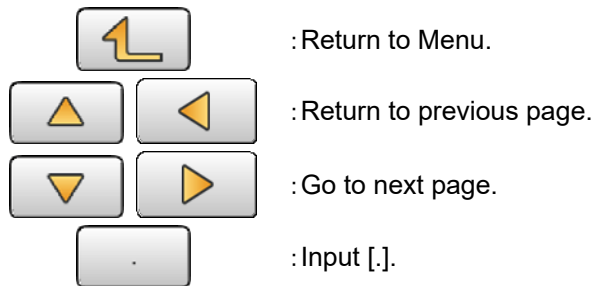 :Return to Menu.
:Return to previous page.
:Go to next page.
. :Input [.].